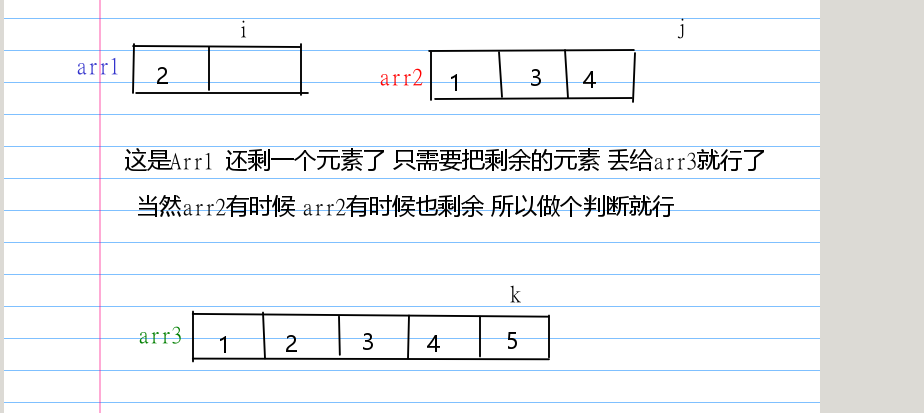 i j
arr1 2 arr2 1 3 4
这是Arr1 还剩一个元素了 只需要把剩余的元素 丢给arr3就行了
当然arr2有时候 arr2有时候也剩余 所以做个判断就行
k
arr3 1 2 3 4 5